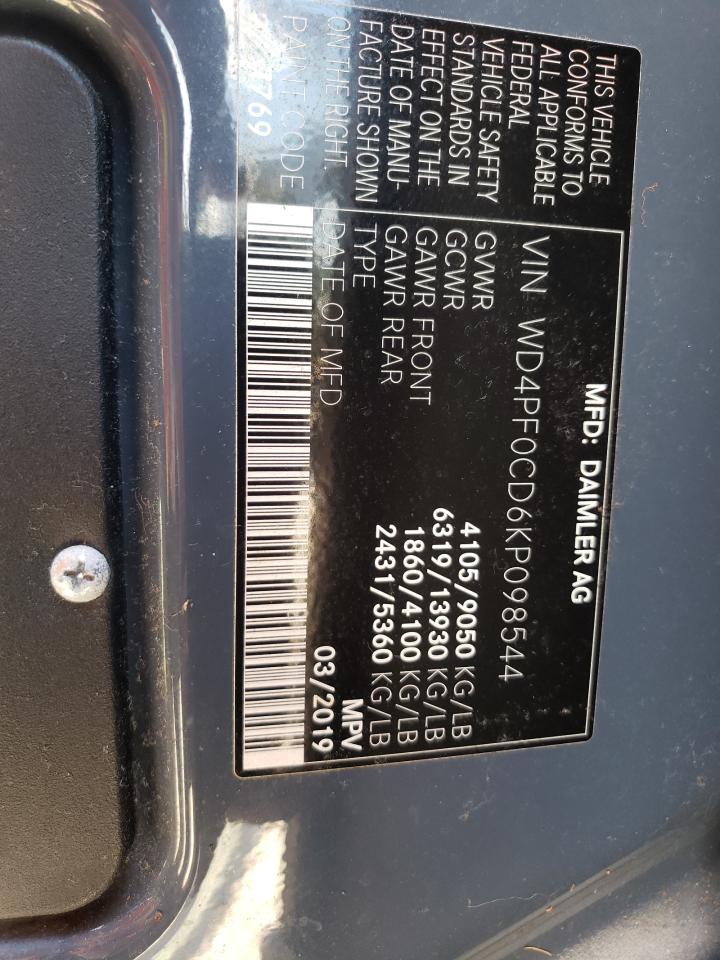 THIS VEHICLE
CONFORMS TO
ALL APPLICABLE
FEDERAL
VEHICLE SAFETY
STANDARDS IN
EFFECT ON THE
DATE OF MANU-
FACTURE SHOWN
ON THE RIGHT.
PAINT CODE
MFD: DAIMLER AG
VIN WD4PF0CD6KP098544
GVWR 4105/9050 KG/LB
GCWR 6319/13930 KG/LB
GAWR FRONT 1860/4100 KG/LB
GAWR REAR 2431/5360 KG/LB
TYPE MPV
DATE OF MFD 03/2019